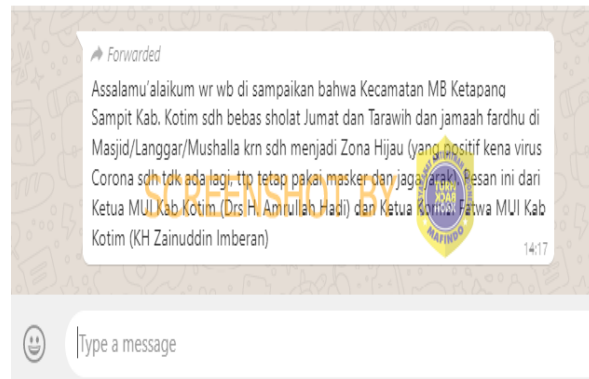 Forwarded
Assalamu'alaikum wr wb di sampaikan bahwa Kecamatan MB Ketapang
Sampit Kab. Kotim sdh bebas sholat Jumat dan Tarawih dan jamaah fardhu di
Masjid/Langgar/Mushalla krn sdh menjadi Zona Hijau (yang positif kena virus
Corona sdh tdk ada lagi, ttp tetap pakai masker dan jaga jarak). Pesan ini dari
Ketua MUI Kab Kotim (Drs H. Amrullah Hadi) dan Ketua Komisi Fatwa MUI Kab
Kotim (KH Zainuddin Imberan)
14:17
SCREENSHOT BY
TURN BACK HOAX
MAFINDO
Type a message